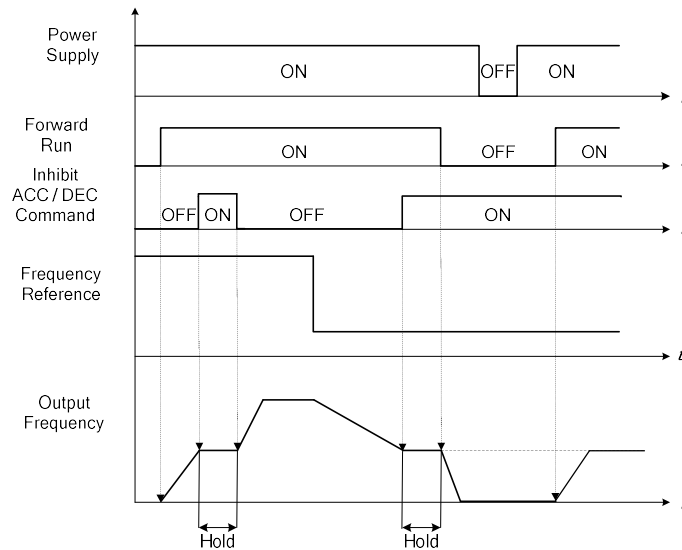 Power
Supply
ON
OFF
ON
Forward
Run
ON
OFF
ON
Inhibit
ACC / DEC
Command
OFF
ON
OFF
ON
Frequency
Reference
Output
Frequency
Hold
Hold